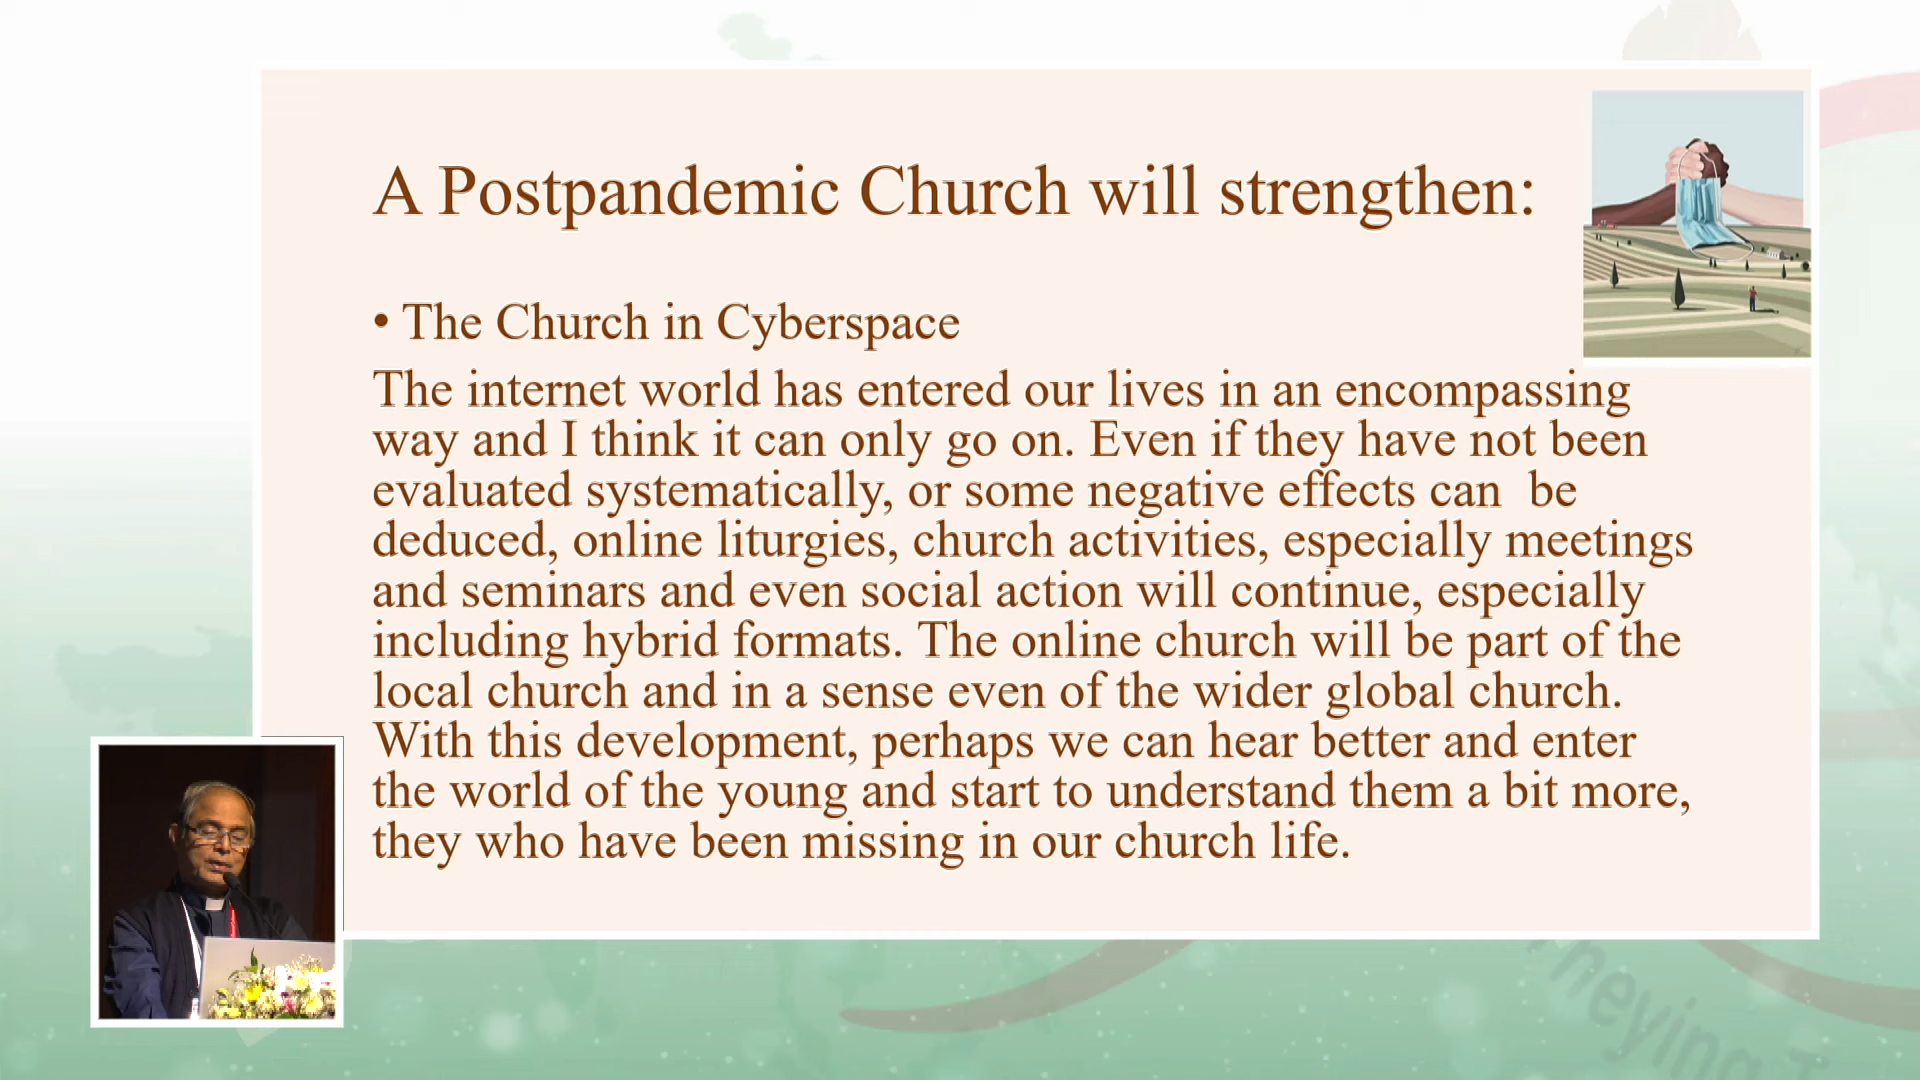 A Postpandemic Church will strengthen:
• The Church in Cyberspace
The internet world has entered our lives in an encompassing
way and I think it can only go on. Even if they have not been
evaluated systematically, or some negative effects can  be
deduced, online liturgies, church activities, especially meetings
and seminars and even social action will continue, especially
including hybrid formats. The online church will be part of the
local church and in a sense even of the wider global church.
With this development, perhaps we can hear better and enter
the world of the young and start to understand them a bit more,
they who have been missing in our church life.